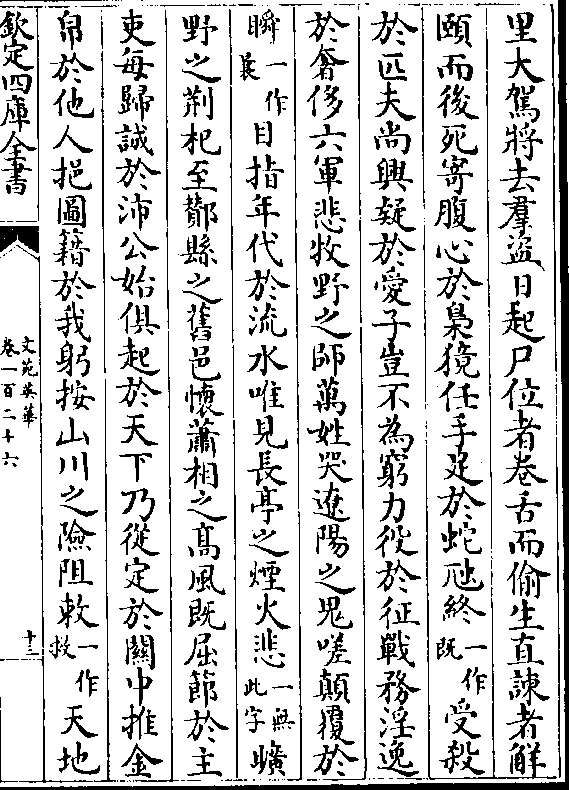 里大駕將去羣盜日起尸位者卷舌而偷生直諫者解
頤而後死寄腹心於梟獍任手足於蛇虺終一作既受殺
於匹夫尚興疑於愛子豈不為窮力役於征戰務淫逸
於奢侈六軍悲牧野之師萬姓哭遼陽之鬼嗟顛覆於
瞬一作曩目指年代於流水唯見長亭之煙火悲一無此字曠
野之荆杞至酇縣之舊邑懷蕭相之髙風既屈節於主
吏每歸誠於沛公始俱起於天下乃從定於關中推金
帛於他人挹圖籍於我躬按山川之險阻敕一作救天地
欽定四庫全書
文苑英華
卷一百二十六
十三